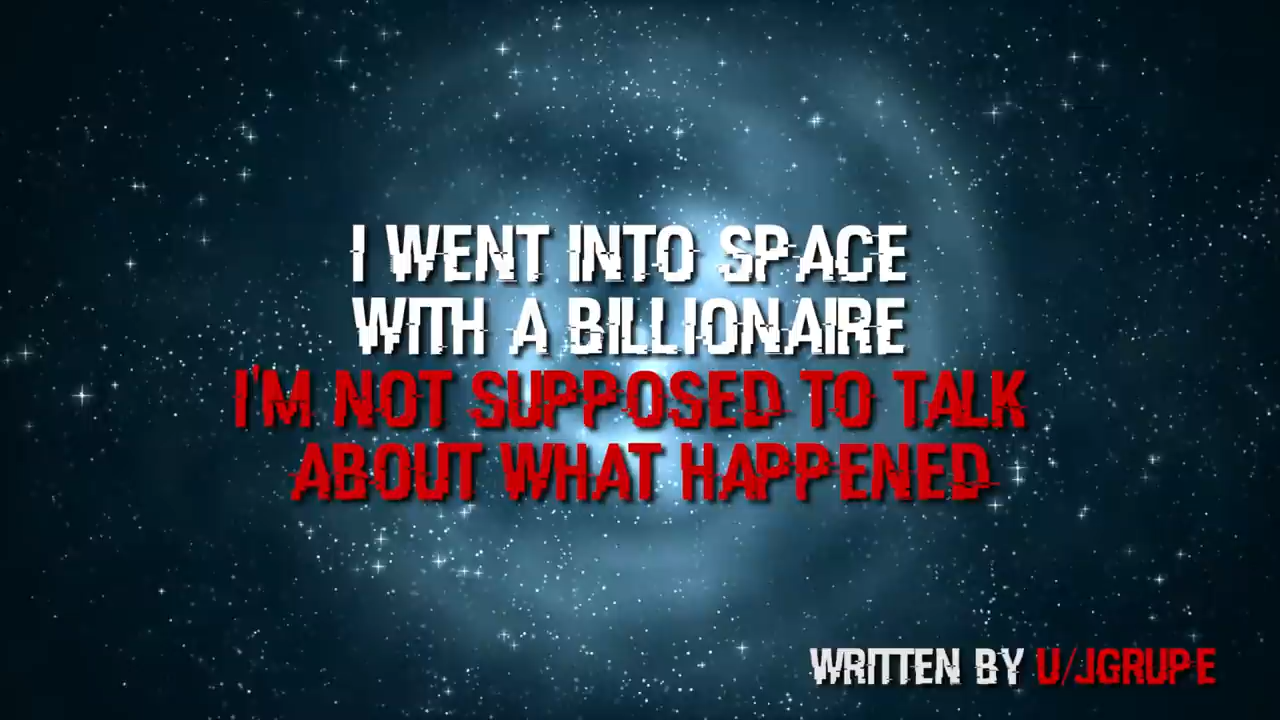 I WENT INTO SPACE
WITH A BILLIONAIRE
I'M NOT SUPPOSED TO TALK
ABOUT WHAT HAPPENED
WRITTEN BY U/JGRUPE